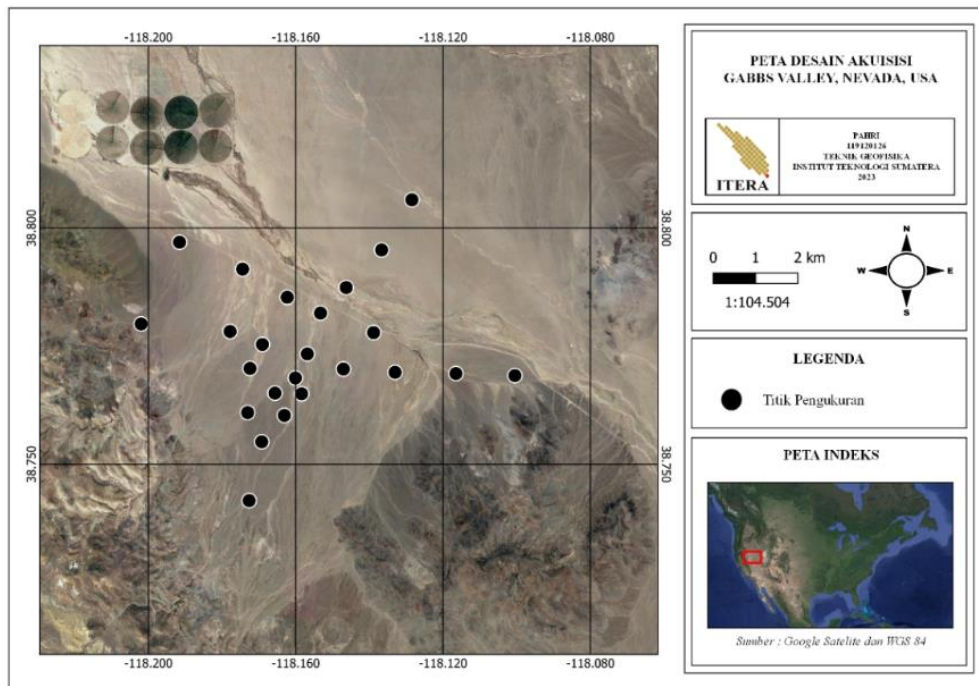 -118.200 -118.160 -118.120 -118.080
38.800
38.750
38.800
38.750
-118.200 -118.160 -118.120 -118.080
PETA DESAIN AKUISISI
GABBS VALLEY, NEVADA, USA
ITERA
PAHRI
119120126
TEKNIK GEOFISIKA
INSTITUT TEKNOLOGI SUMATERA
2023
0 1 2 km
1:104.504
N
W E
S
LEGENDA
Titik Pengukuran
PETA INDEKS
Sumber : Google Satelite dan WGS 84